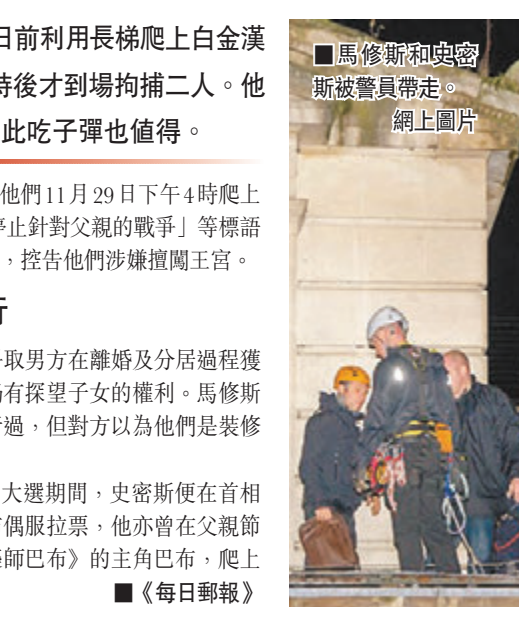 日前利用長梯爬上白金漢
時後才到場拘捕二人。他
此吃子彈也值得。
他們11月29日下午4時爬上
停止針對父親的戰爭」等標語
，控告他們涉嫌擅闖王宮。
行
爭取男方在離婚及分居過程獲
仍有探望子女的權利。馬修斯
過，但對方以為他們是裝修
大選期間，史密斯便在首相
偶服拉票，他亦曾在父親節
師巴布》的主角巴布，爬上
■《每日郵報》
■馬修斯和史密
斯被警員帶走。
網上圖片